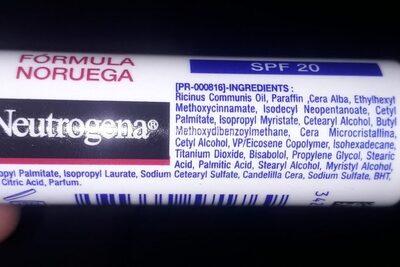 FÓRMULA
NORUEGA
Neutrogena®
SPF 20
[PR-000816]-INGREDIENTS :
Ricinus Communis Oil, Paraffin ,Cera Alba, Ethylhexyl
Methoxycinnamate, Isodecyl Neopentanoate, Cetyl
Palmitate, Isopropyl Myristate, Cetearyl Alcohol, Butyl
Methoxydibenzoylmethane, Cera Microcristallina,
Cetyl Alcohol, VP/Eicosene Copolymer, Isohexadecane,
Titanium Dioxide, Bisabolol, Propylene Glycol, Stearic
Acid, Palmitic Acid, Stearyl Alcohol, Myristyl Alcohol,
opyl Palmitate, Isopropyl Laurate, Sodium Cetearyl Sulfate, Candelilla Cera, Sodium Sulfate, BHT,
Citric Acid, Parfum.